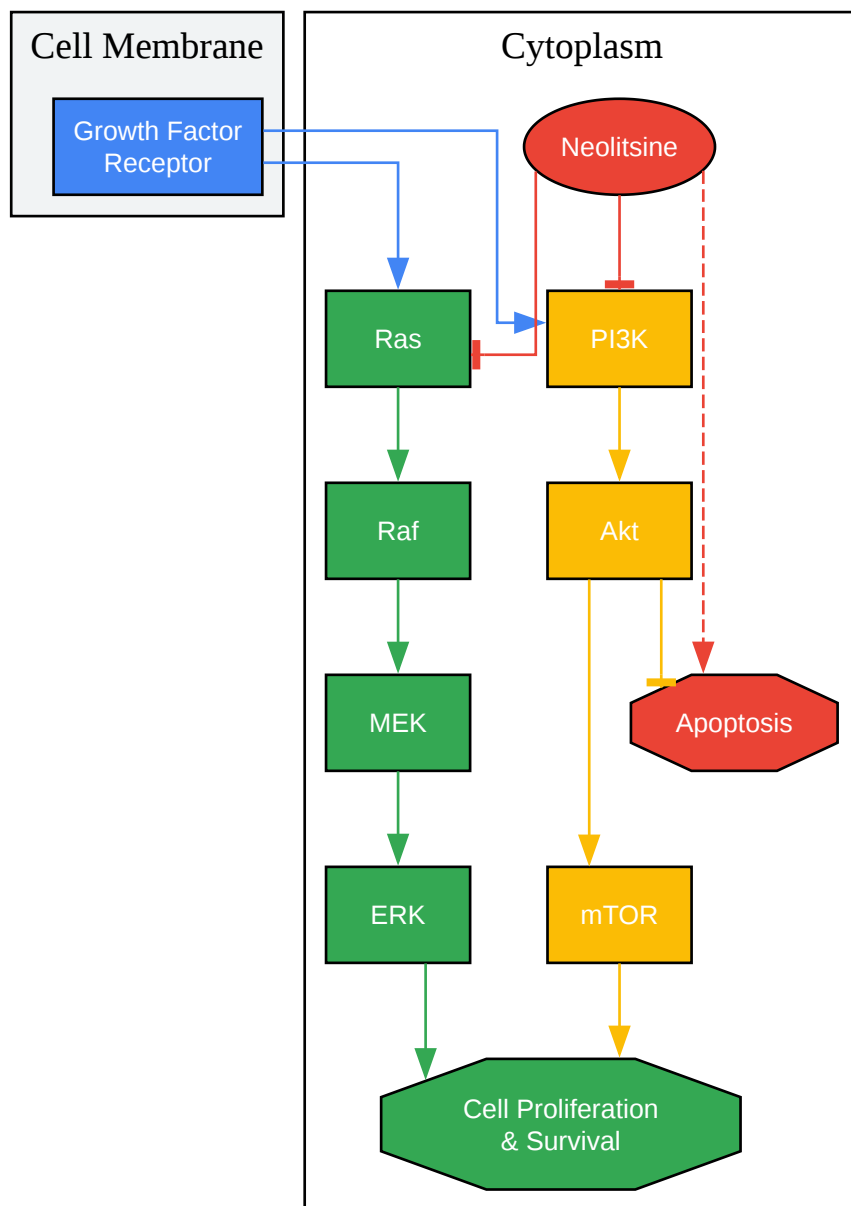 Cell Membrane
Cytoplasm
Growth Factor
Receptor
Neolitsine
Ras
PI3K
Raf
Akt
MEK
Apoptosis
ERK
mTOR
Cell Proliferation
& Survival